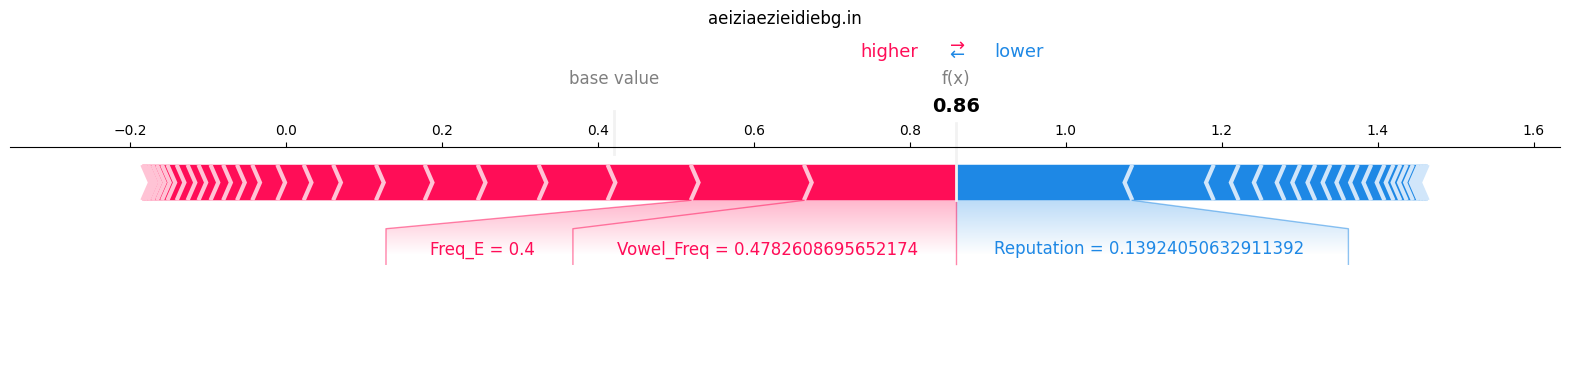 aeiziaezieidiebg.in
higher → ← lower
base value f(x)
0.86
−0.2 0.0 0.2 0.4 0.6 0.8 1.0 1.2 1.4 1.6
Freq_E = 0.4 Vowel_Freq = 0.4782608695652174 Reputation = 0.13924050632911392